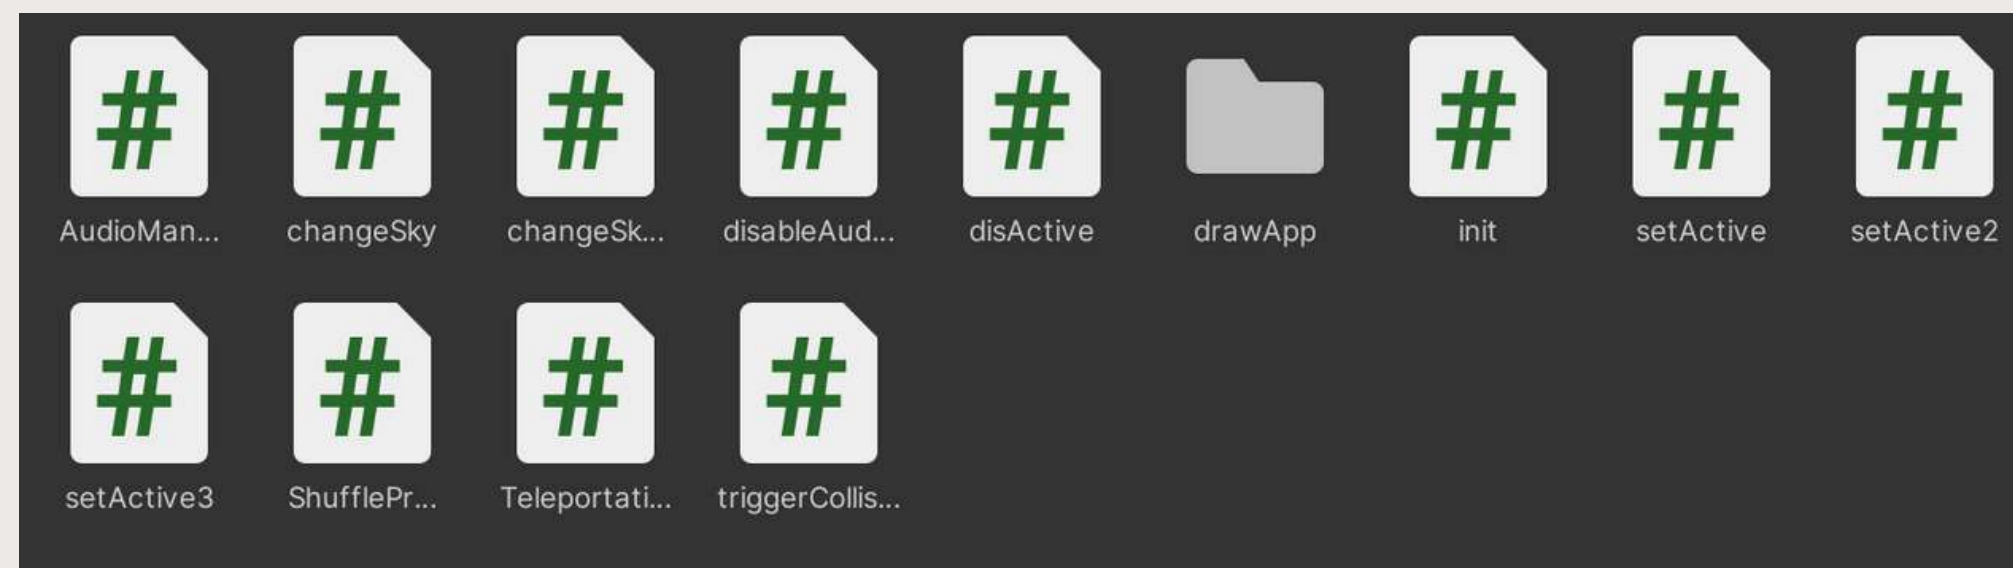 AudioMan... changeSky changeSk... disableAud... disActive drawApp init setActive setActive2
setActive3 ShufflePr... Teleportati... triggerCollis...